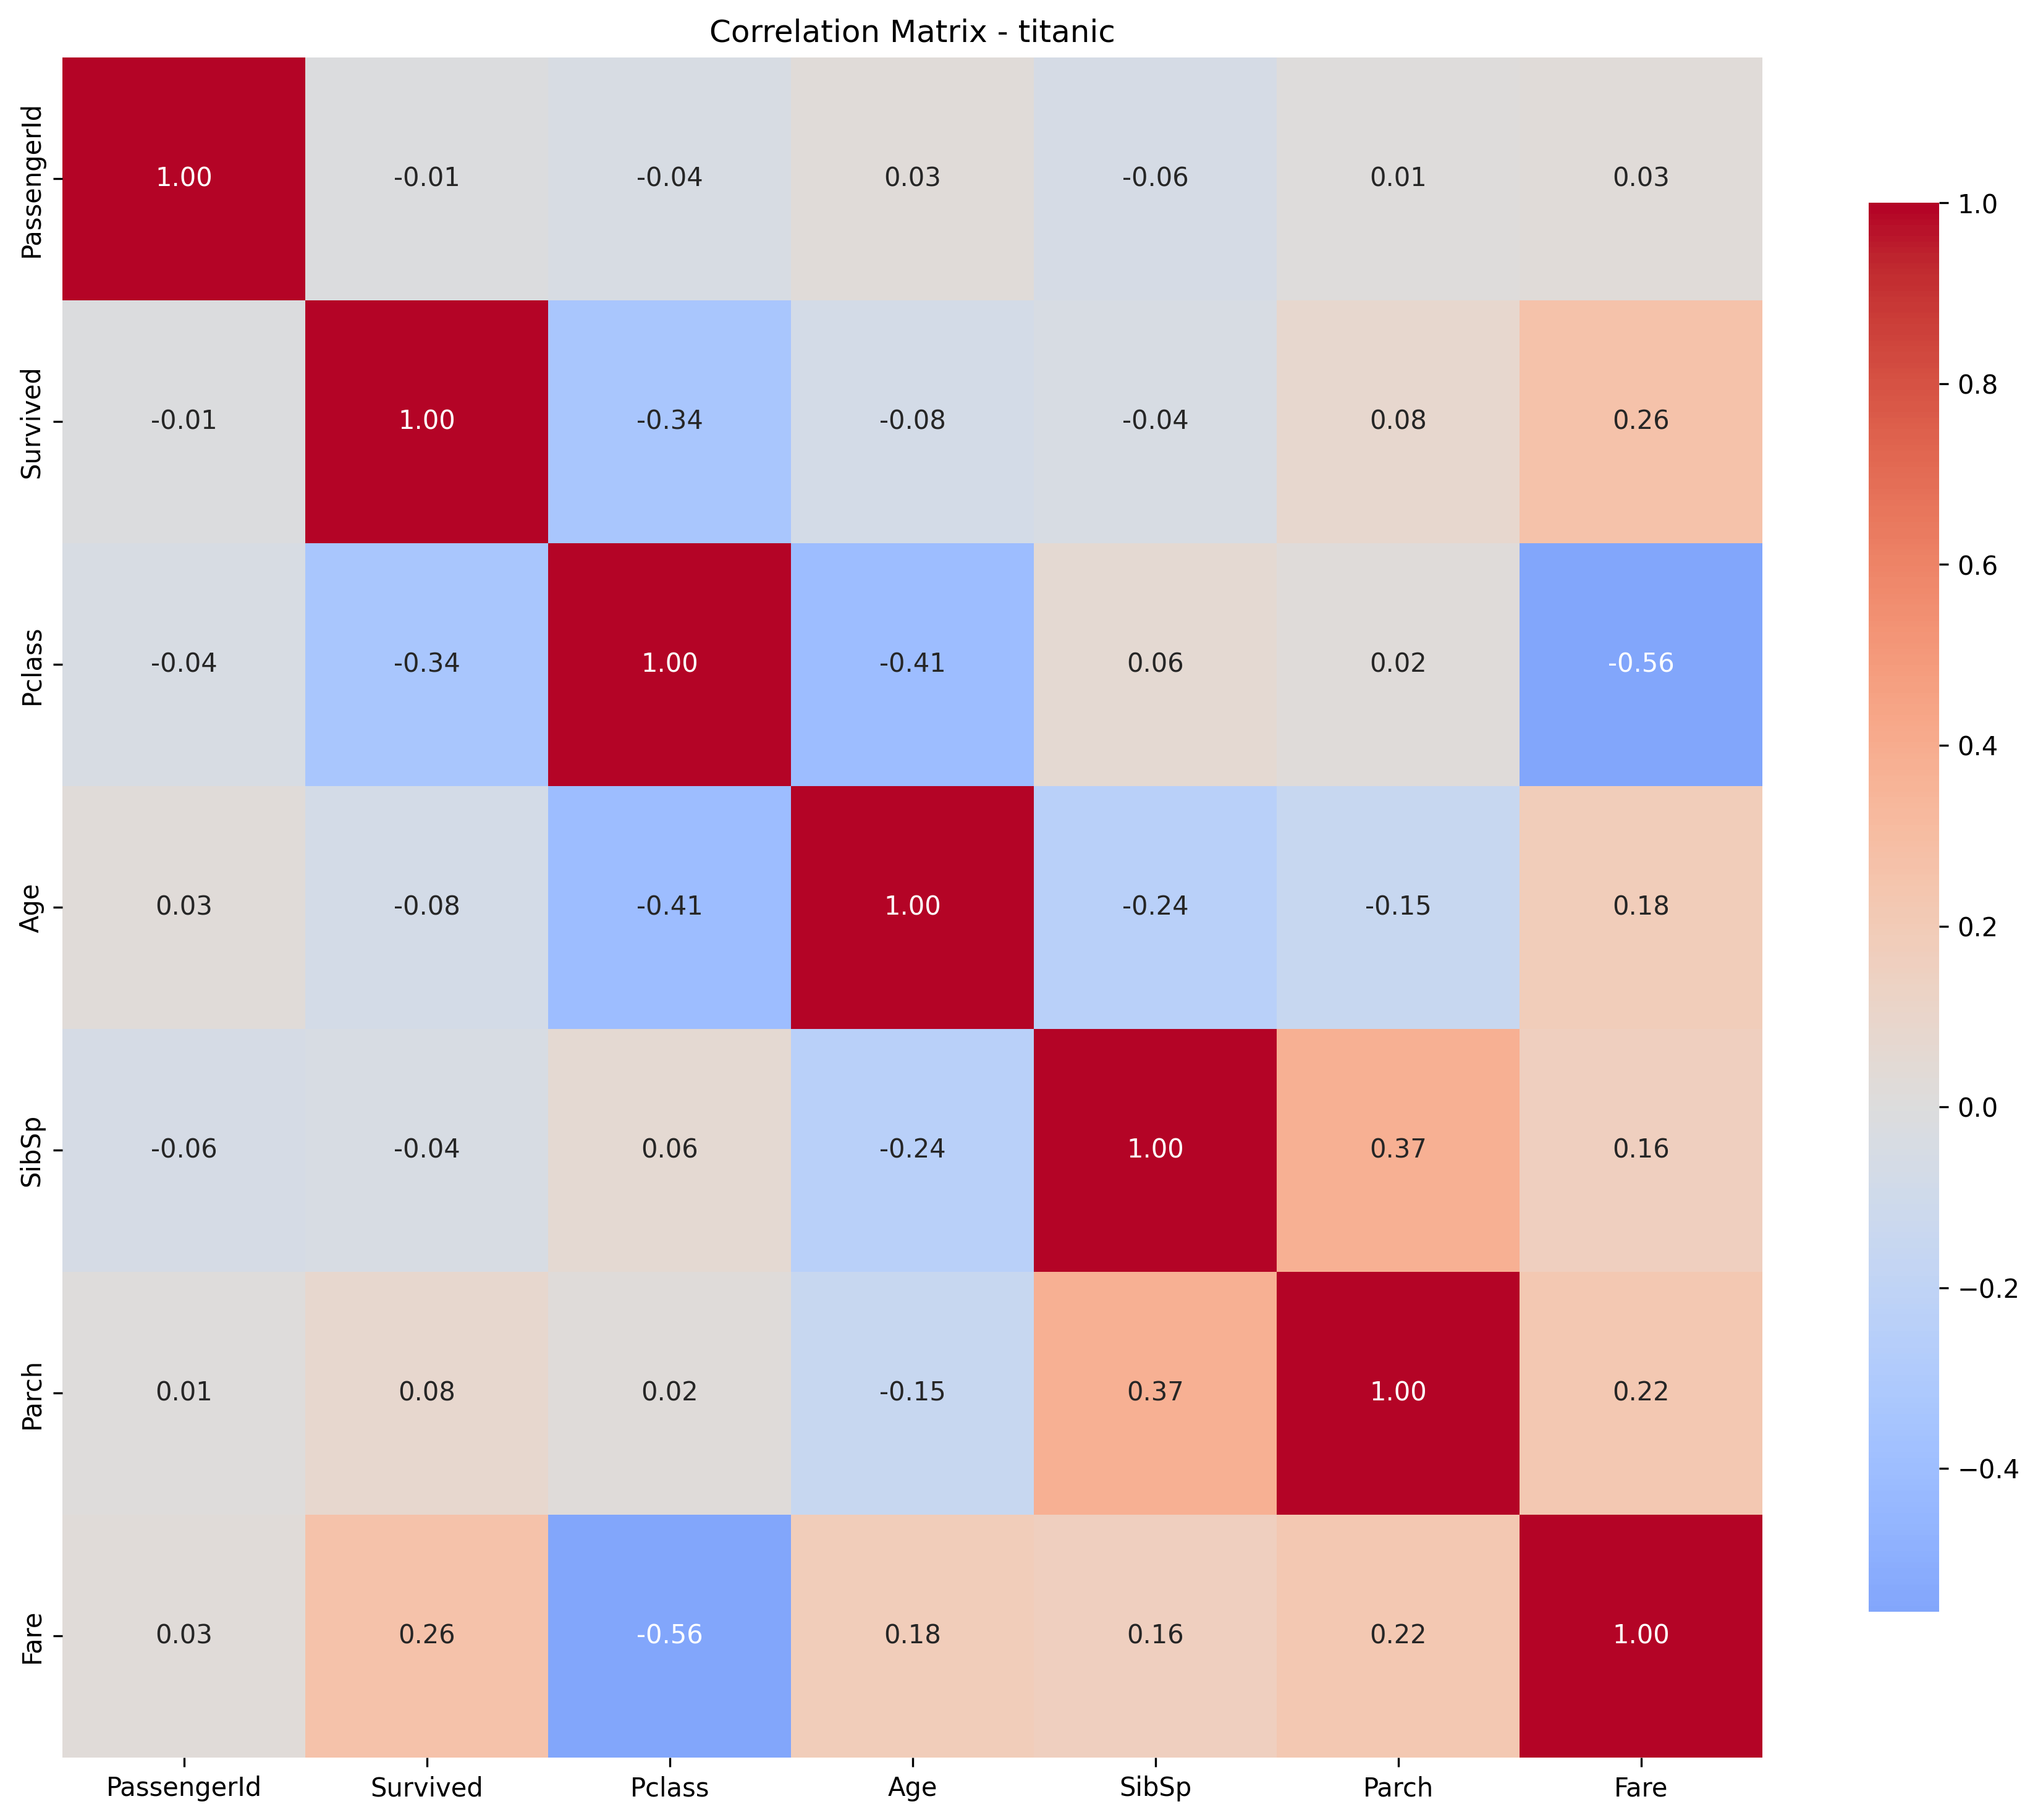 Correlation Matrix - titanic
PassengerId 1.00 -0.01 -0.04 0.03 -0.06 0.01 0.03
Survived -0.01 1.00 -0.34 -0.08 -0.04 0.08 0.26
Pclass -0.04 -0.34 1.00 -0.41 0.06 0.02 -0.56
Age 0.03 -0.08 -0.41 1.00 -0.24 -0.15 0.18
SibSp -0.06 -0.04 0.06 -0.24 1.00 0.37 0.16
Parch 0.01 0.08 0.02 -0.15 0.37 1.00 0.22
Fare 0.03 0.26 -0.56 0.18 0.16 0.22 1.00
PassengerId Survived Pclass Age SibSp Parch Fare
1.0
0.8
0.6
0.4
0.2
0.0
−0.2
−0.4